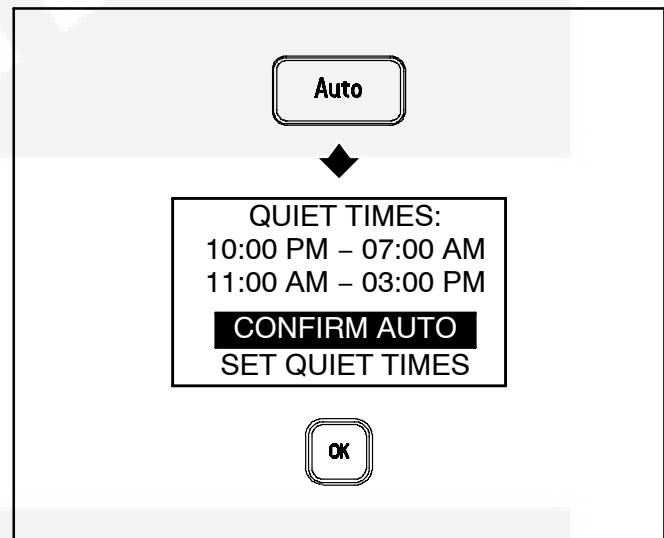 Auto
QUIET TIMES:
10:00 PM – 07:00 AM
11:00 AM – 03:00 PM
CONFIRM AUTO
SET QUIET TIMES
OK